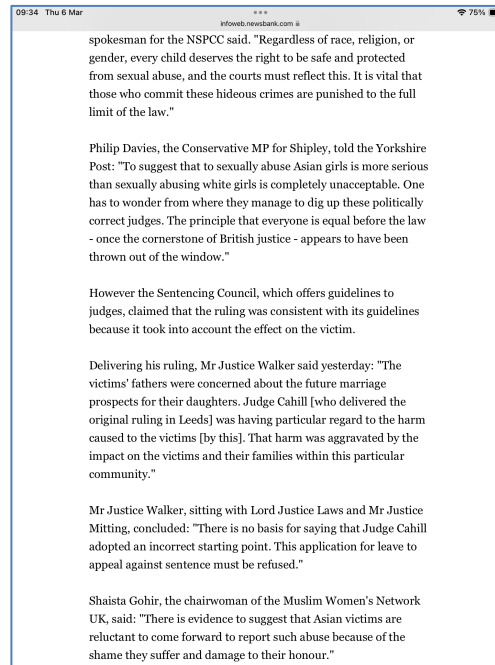 09:34 Thu 6 Mar
infoweb.newsbank.com
75%
spokesman for the NSPCC said. "Regardless of race, religion, or
gender, every child deserves the right to be safe and protected
from sexual abuse, and the courts must reflect this. It is vital that
those who commit these hideous crimes are punished to the full
limit of the law."
Philip Davies, the Conservative MP for Shipley, told the Yorkshire
Post: "To suggest that to sexually abuse Asian girls is more serious
than sexually abusing white girls is completely unacceptable. One
has to wonder from where they manage to dig up these politically
correct judges. The principle that everyone is equal before the law
- once the cornerstone of British justice - appears to have been
thrown out of the window."
However the Sentencing Council, which offers guidelines to
judges, claimed that the ruling was consistent with its guidelines
because it took into account the effect on the victim.
Delivering his ruling, Mr Justice Walker said yesterday: "The
victims' fathers were concerned about the future marriage
prospects for their daughters. Judge Cahill [who delivered the
original ruling in Leeds] was having particular regard to the harm
caused to the victims [by this]. That harm was aggravated by the
impact on the victims and their families within this particular
community."
Mr Justice Walker, sitting with Lord Justice Laws and Mr Justice
Mitting, concluded: "There is no basis for saying that Judge Cahill
adopted an incorrect starting point. This application for leave to
appeal against sentence must be refused."
Shaista Gohir, the chairwoman of the Muslim Women's Network
UK, said: "There is evidence to suggest that Asian victims are
reluctant to come forward to report such abuse because of the
shame they suffer and damage to their honour."